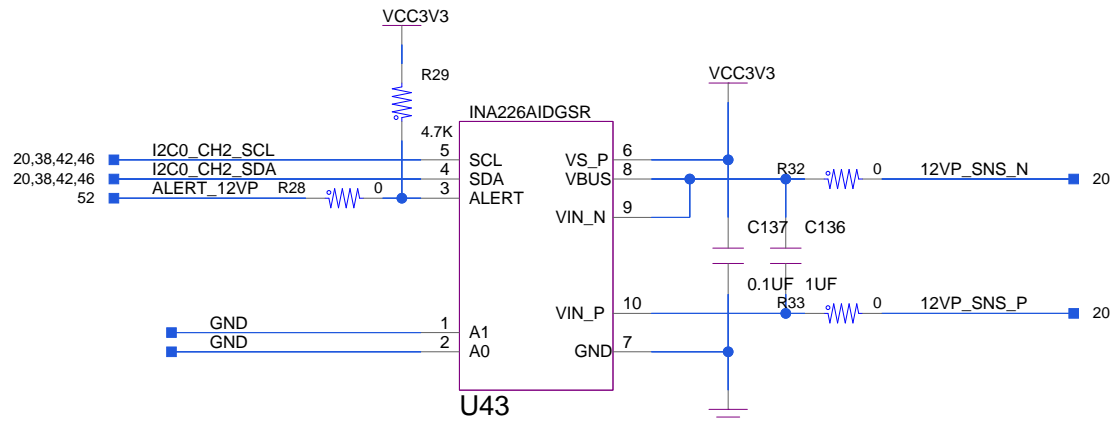 VCC3V3
R29
VCC3V3
INA226AIDGSR
4.7K
20,38,42,46 I2C0_CH2_SCL 5 SCL VS_P 6
20,38,42,46 I2C0_CH2_SDA 4 SDA VBUS 8 R32 0 12VP_SNS_N 20
52 ALERT_12VP R28 0 3 ALERT
VIN_N 9
C137 C136
0.1UF 1UF
VIN_P 10 R33 0 12VP_SNS_P 20
GND 1 A1
GND 2 A0 GND 7
U43